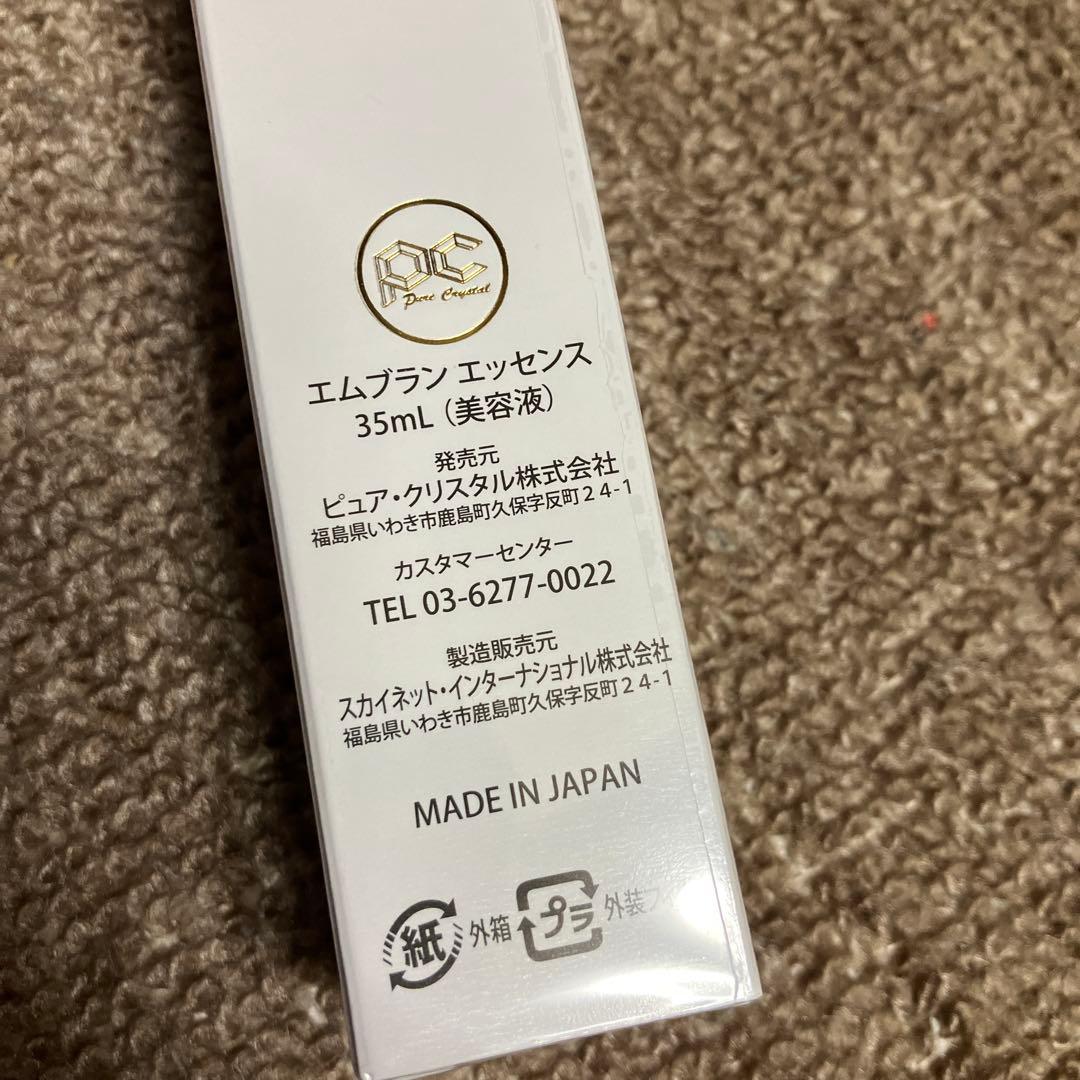 PC
Pure Crystal
エムブラン エッセンス
35mL（美容液）
発売元
ピュア・クリスタル株式会社
福島県いわき市鹿島町久保字反町24-1
カスタマーセンター
TEL 03-6277-0022
製造販売元
スカイネット・インターナショナル株式会社
福島県いわき市鹿島町久保字反町24-1
MADE IN JAPAN
紙 外箱 プラ 外装フ